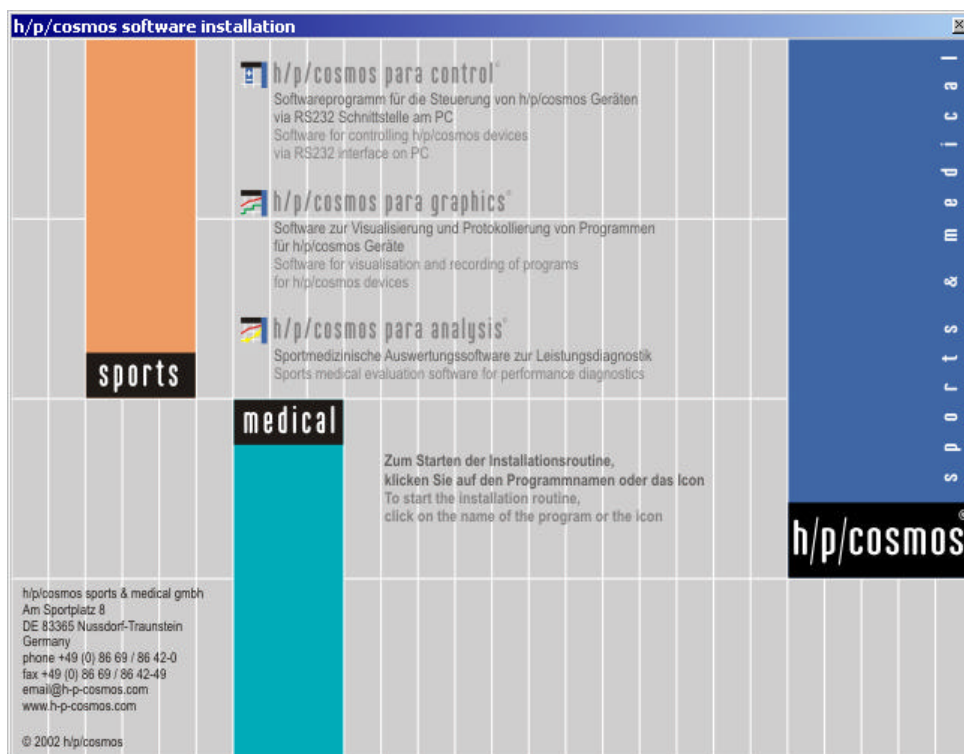 h/p/cosmos software installation
h/p/cosmos para control®
Softwareprogramm für die Steuerung von h/p/cosmos Geräten
via RS232 Schnittstelle am PC
Software for controlling h/p/cosmos devices
via RS232 interface on PC
h/p/cosmos para graphics®
Software zur Visualisierung und Protokollierung von Programmen
für h/p/cosmos Geräte
Software for visualisation and recording of programs
for h/p/cosmos devices
h/p/cosmos para analysis®
Sportmedizinische Auswertungssoftware zur Leistungsdiagnostik
Sports medical evaluation software for performance diagnostics
sports
medical
Zum Starten der Installationsroutine,
klicken Sie auf den Programmnamen oder das Icon
To start the installation routine,
click on the name of the program or the icon
sports & medical
h/p/cosmos®
h/p/cosmos sports & medical gmbh
Am Sportplatz 8
DE 83365 Nussdorf-Traunstein
Germany
phone +49 (0) 86 69 / 86 42-0
fax +49 (0) 86 69 / 86 42-49
email@h-p-cosmos.com
www.h-p-cosmos.com
© 2002 h/p/cosmos